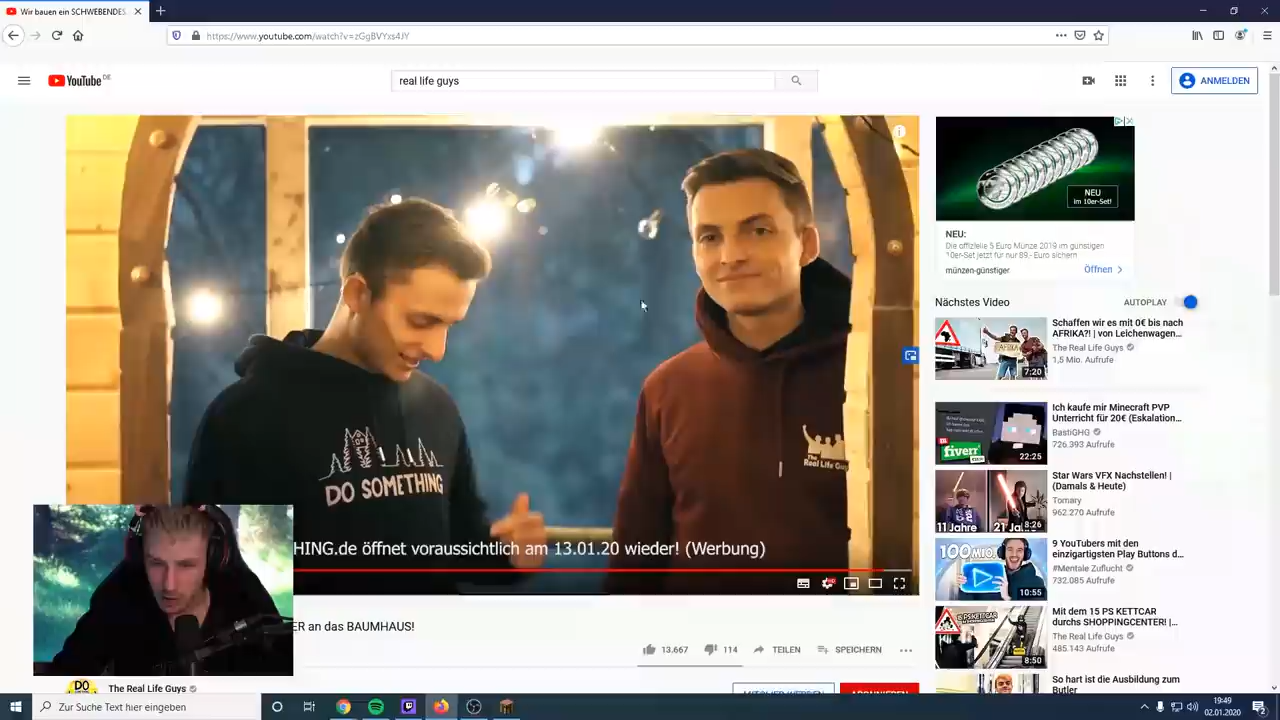 Wir bauen ein SCHWEBENDES
https://www.youtube.com/watch?v=zGgBVYxs4JY
YouTube DE
real life guys
ANMELDEN
DO SOMETHING
The
Real Life Guys
HING.de öffnet voraussichtlich am 13.01.20 wieder! (Werbung)
ER an das BAUMHAUS!
13.667
114
TEILEN
SPEICHERN
DO
The Real Life Guys
NEU
im 10er-Set!
NEU:
Die offizielle 5 Euro Münze 2019 im günstigen
10er-Set jetzt für nur 89,- Euro sichern
münzen-günstiger
Öffnen
Nächstes Video
AUTOPLAY
AFRIKA
7:20
Schaffen wir es mit 0€ bis nach
AFRIKA?! | von Leichenwagen...
The Real Life Guys
1,5 Mio. Aufrufe
fiverr
22:25
Ich kaufe mir Minecraft PVP
Unterricht für 20€ (Eskalation...
BastiGHG
726.393 Aufrufe
11 Jahre
21 Ja
8:26
Star Wars VFX Nachstellen! |
(Damals & Heute)
Tomary
962.270 Aufrufe
100 MIO.
10:55
9 YouTubers mit den
einzigartigsten Play Buttons d...
#Mentale Zuflucht
732.085 Aufrufe
15 PS KETTCAR
8:50
Mit dem 15 PS KETTCAR
durchs SHOPPINGCENTER! |...
The Real Life Guys
485.143 Aufrufe
So hart ist die Ausbildung zum
Butler
Zur Suche Text hier eingeben
19:49
02.01.2020
2